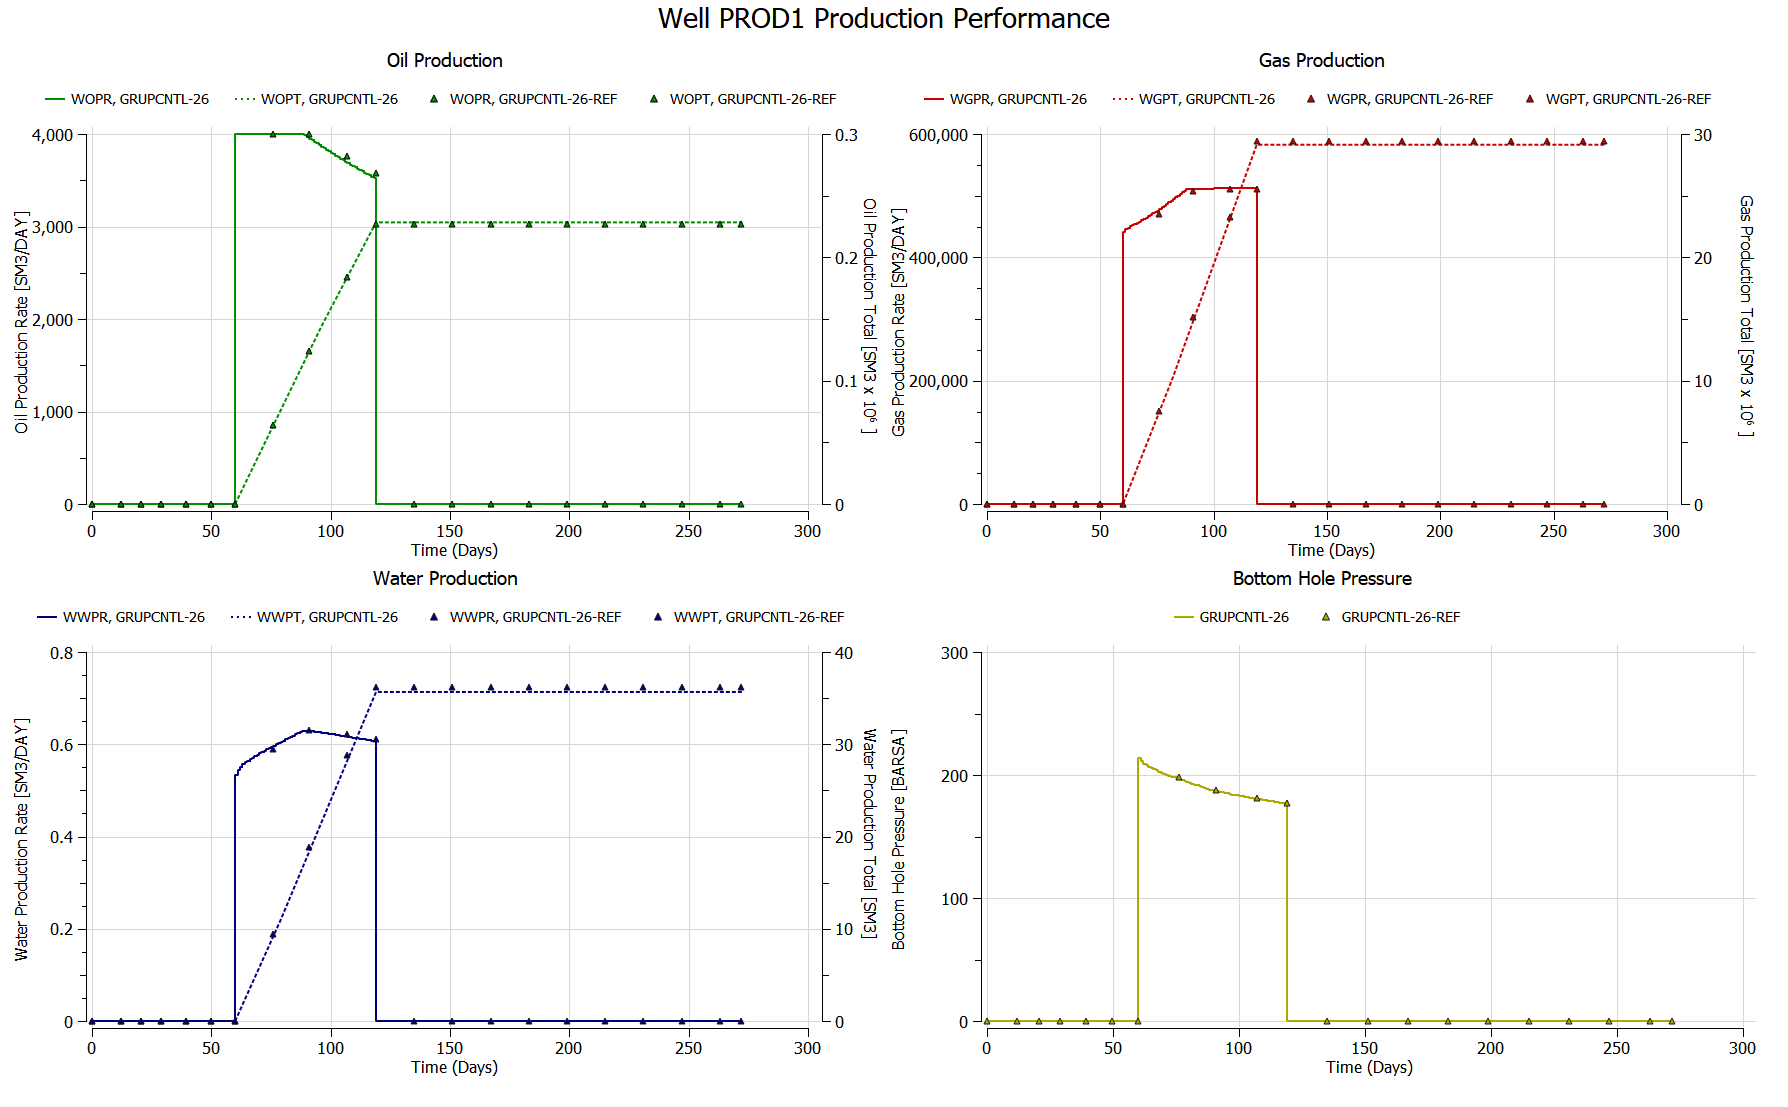 Well PROD1 Production Performance
Oil Production
WOPR, GRUPCNTL-26 WOPT, GRUPCNTL-26 WOPR, GRUPCNTL-26-REF WOPT, GRUPCNTL-26-REF
4,000
3,000
2,000
1,000
0
Oil Production Rate [SM3/DAY]
0.3
0.2
0.1
0
Oil Production Total [SM3 x 10⁶ ]
0 50 100 150 200 250 300
Time (Days)
Gas Production
WGPR, GRUPCNTL-26 WGPT, GRUPCNTL-26 WGPR, GRUPCNTL-26-REF WGPT, GRUPCNTL-26-REF
600,000
400,000
200,000
0
Gas Production Rate [SM3/DAY]
30
20
10
0
Gas Production Total [SM3 x 10⁶ ]
0 50 100 150 200 250 300
Time (Days)
Water Production
WWPR, GRUPCNTL-26 WWPT, GRUPCNTL-26 WWPR, GRUPCNTL-26-REF WWPT, GRUPCNTL-26-REF
0.8
0.6
0.4
0.2
0
Water Production Rate [SM3/DAY]
40
30
20
10
0
Water Production Total [SM3]
0 50 100 150 200 250 300
Time (Days)
Bottom Hole Pressure
GRUPCNTL-26 GRUPCNTL-26-REF
300
200
100
0
Bottom Hole Pressure [BARSA]
0 50 100 150 200 250 300
Time (Days)